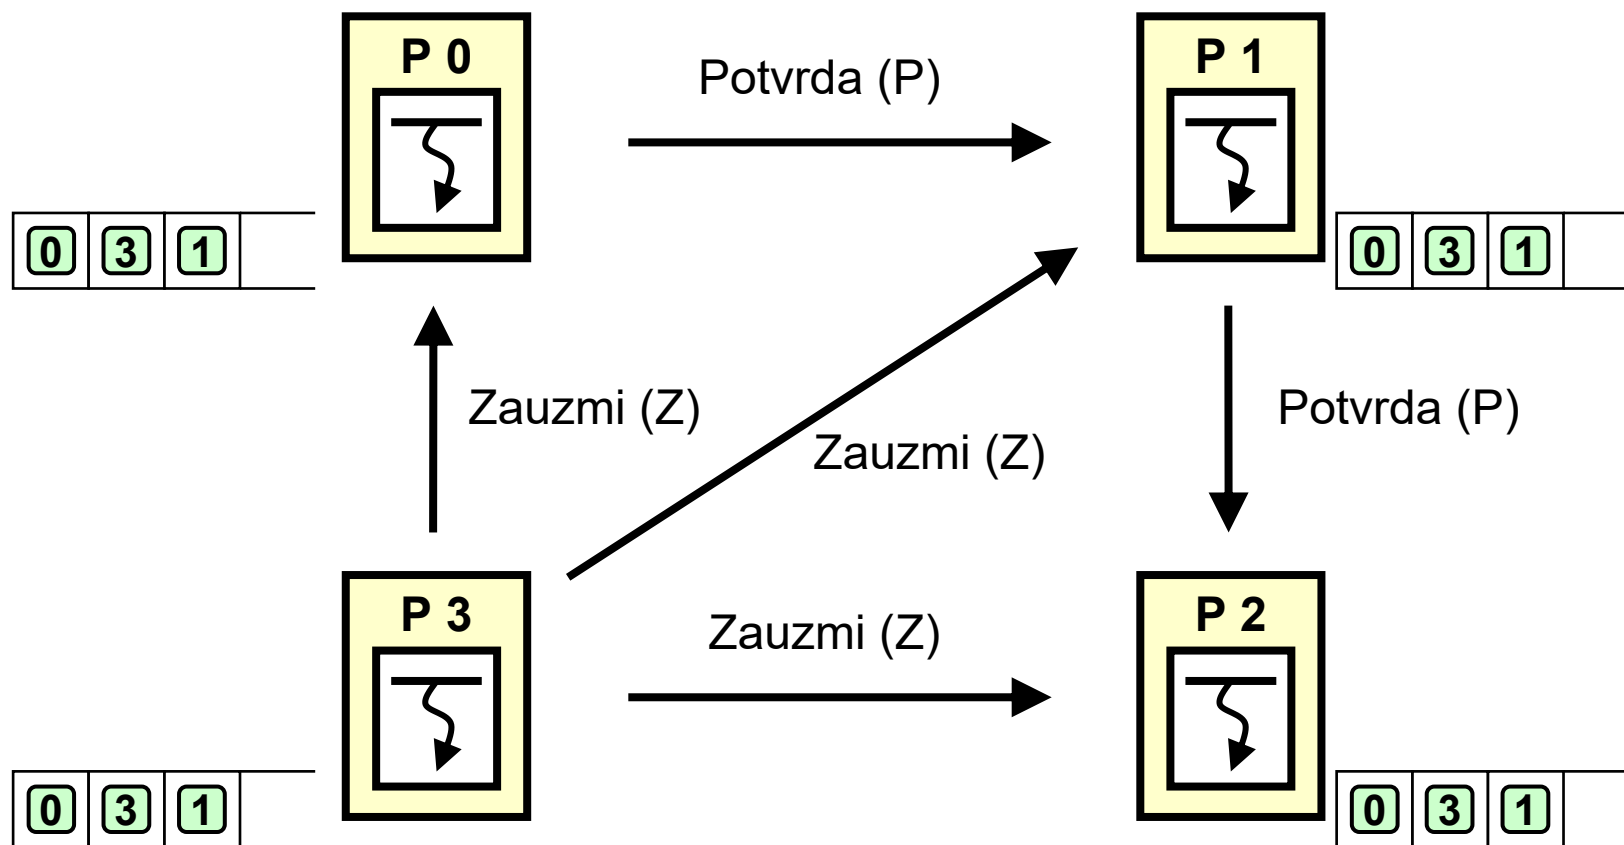 P 0
Potvrda (P)
P 1
0 3 1
0 3 1
Zauzmi (Z)
Zauzmi (Z)
Potvrda (P)
P 3
Zauzmi (Z)
P 2
0 3 1
0 3 1